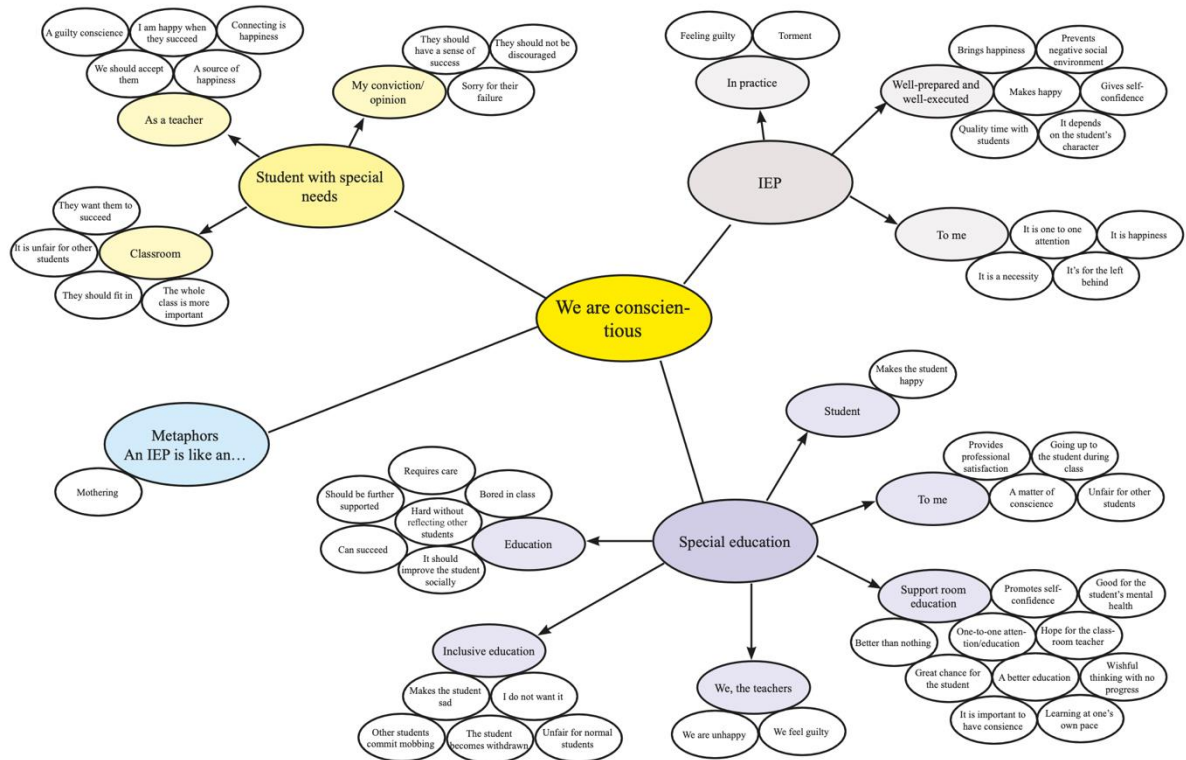 A guilty conscience
I am happy when
they succeed
Connecting is
happiness
We should accept
them
A source of
happiness
As a teacher
They should
have a sense of
success
They should not be
discouraged
My conviction/
opinion
Sorry for their
failure
Student with special
needs
They want them to
succeed
It is unfair for other
students
Classroom
They should fit in
The whole
class is more
important
Feeling guilty
Torment
In practice
Brings happiness
Prevents
negative social
environment
Well-prepared and
well-executed
Makes happy
Gives self-
confidence
Quality time with
students
It depends
on the student's
character
IEP
To me
It is one to one
attention
It is happiness
It is a necessity
It's for the left
behind
We are conscien-
tious
Metaphors
An IEP is like an…
Mothering
Makes the student
happy
Student
Provides
professional
satisfaction
Going up to
the student during
class
To me
A matter of
conscience
Unfair for other
students
Special education
Requires care
Should be further
supported
Bored in class
Hard without
reflecting other
students
Education
Can succeed
It should
improve the student
socially
Support room
education
Promotes self-
confidence
Good for the
student's mental
health
Better than nothing
One-to-one atten-
tion/education
Hope for the class-
room teacher
Great chance for
the student
A better education
Wishful
thinking with no
progress
It is important to
have consience
Learning at one's
own pace
Inclusive education
Makes the student
sad
I do not want it
Other students
commit mobbing
The student
becomes withdrawn
Unfair for normal
students
We, the teachers
We are unhappy
We feel guilty